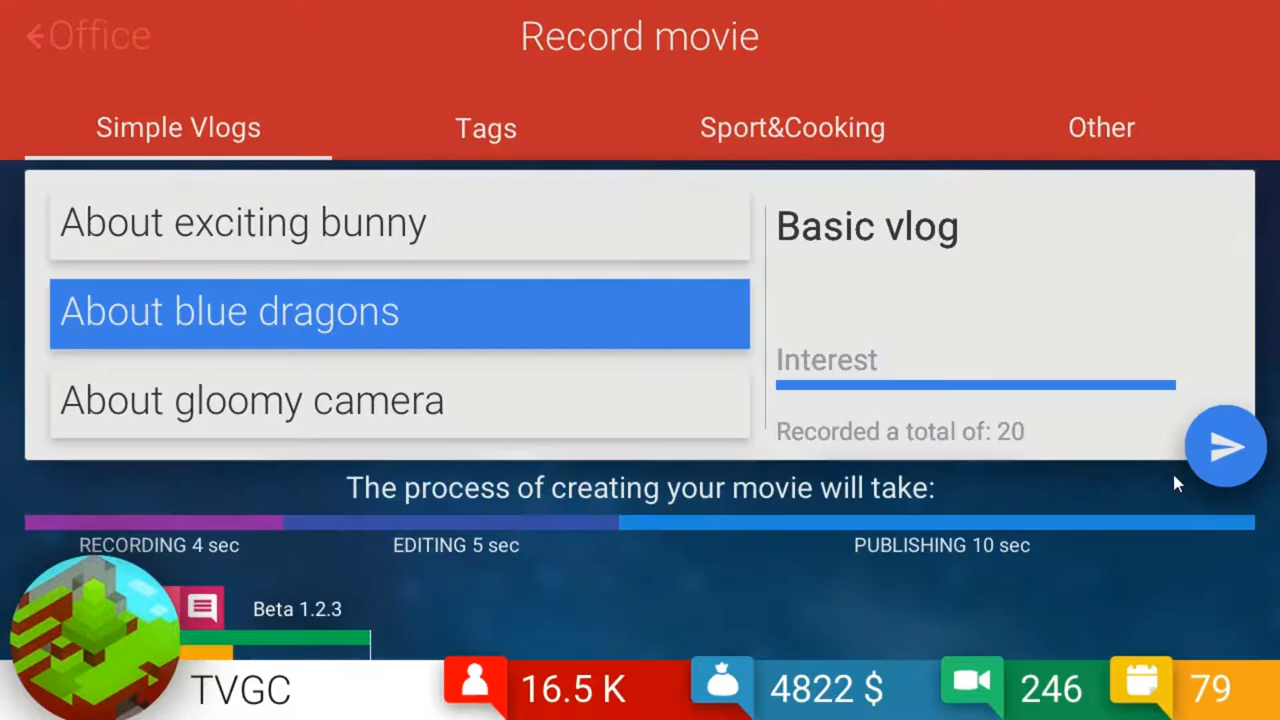 Office
Record movie
Simple Vlogs
Tags
Sport&Cooking
Other
About exciting bunny
About blue dragons
About gloomy camera
Basic vlog
Interest
Recorded a total of: 20
The process of creating your movie will take:
RECORDING 4 sec
EDITING 5 sec
PUBLISHING 10 sec
Beta 1.2.3
TVGC
16.5 K
4822 $
246
79